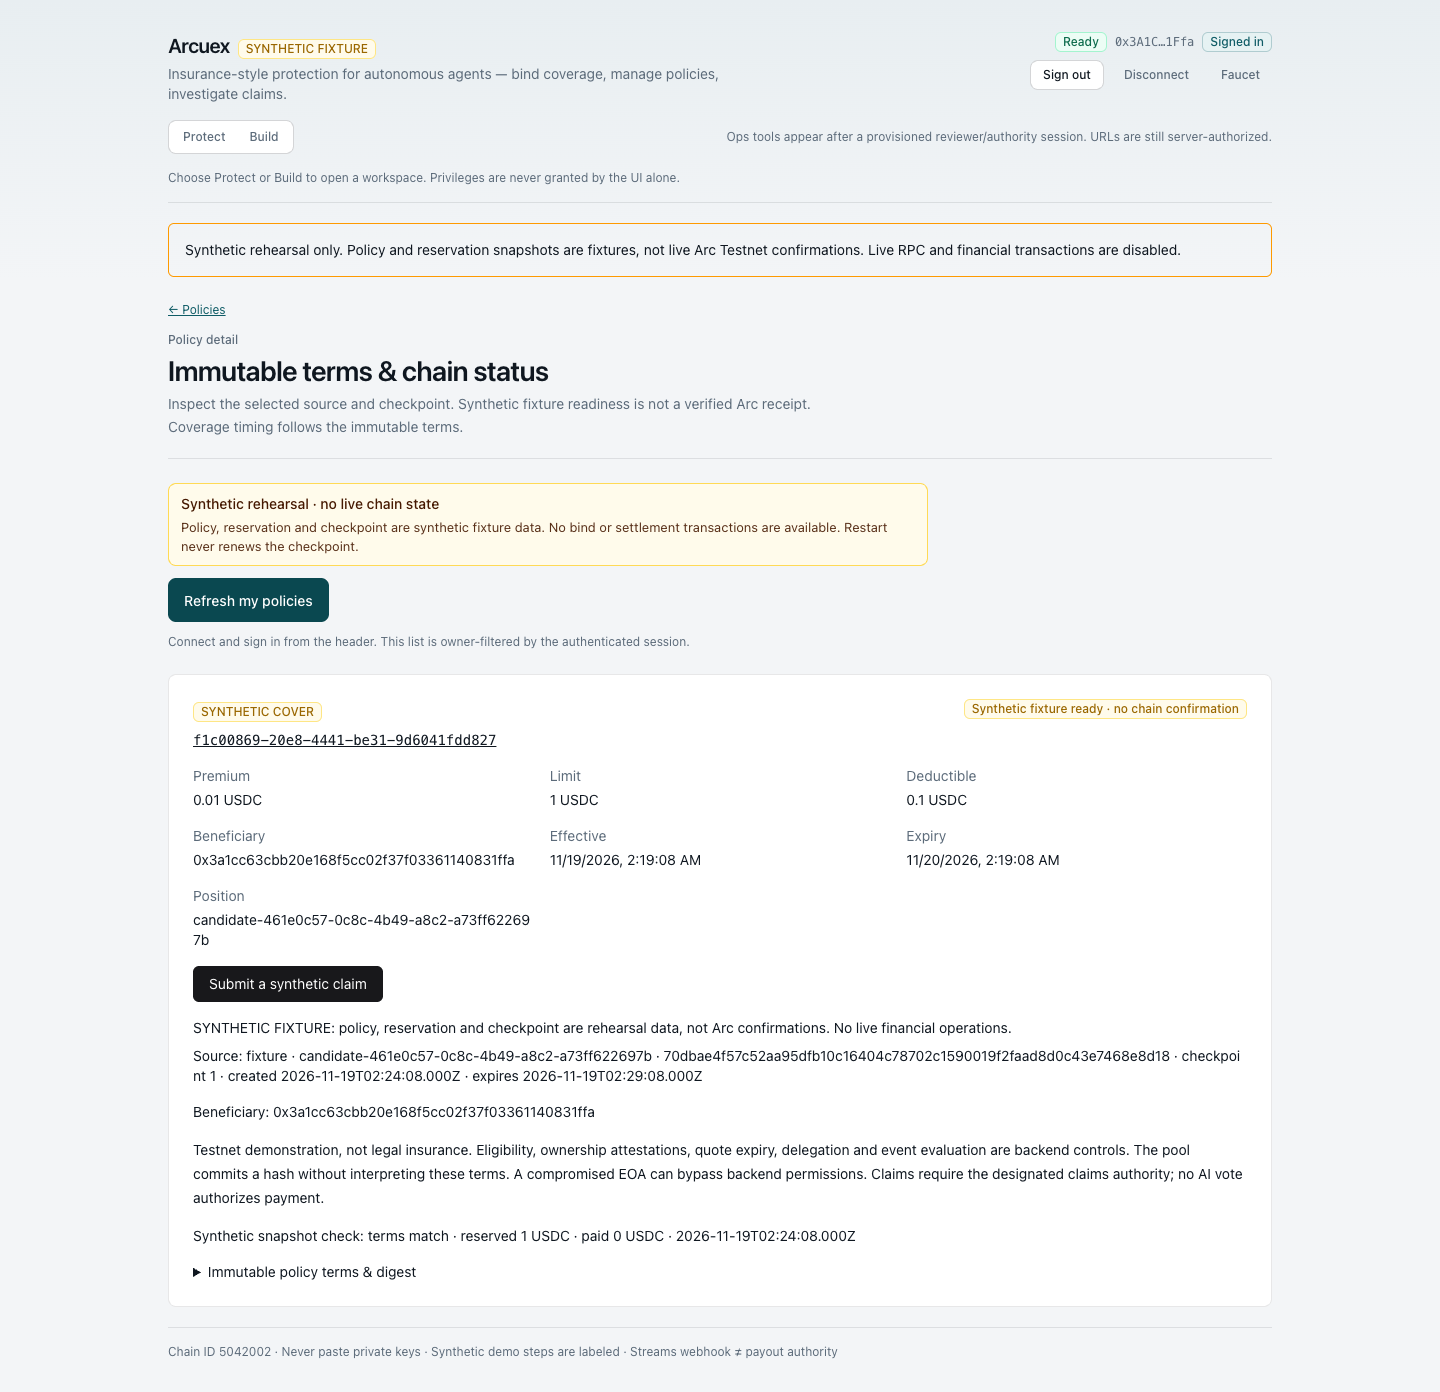 Arcuex SYNTHETIC FIXTURE
Ready 0x3A1C…1Ffa Signed in
Insurance-style protection for autonomous agents — bind coverage, manage policies,
investigate claims.
Sign out Disconnect Faucet
Protect Build
Ops tools appear after a provisioned reviewer/authority session. URLs are still server-authorized.
Choose Protect or Build to open a workspace. Privileges are never granted by the UI alone.
Synthetic rehearsal only. Policy and reservation snapshots are fixtures, not live Arc Testnet confirmations. Live RPC and financial transactions are disabled.
← Policies
Policy detail
Immutable terms & chain status
Inspect the selected source and checkpoint. Synthetic fixture readiness is not a verified Arc receipt.
Coverage timing follows the immutable terms.
Synthetic rehearsal · no live chain state
Policy, reservation and checkpoint are synthetic fixture data. No bind or settlement transactions are available. Restart
never renews the checkpoint.
Refresh my policies
Connect and sign in from the header. This list is owner-filtered by the authenticated session.
SYNTHETIC COVER
Synthetic fixture ready · no chain confirmation
f1c00869-20e8-4441-be31-9d6041fdd827
Premium Limit Deductible
0.01 USDC 1 USDC 0.1 USDC
Beneficiary Effective Expiry
0x3a1cc63cbb20e168f5cc02f37f03361140831ffa 11/19/2026, 2:19:08 AM 11/20/2026, 2:19:08 AM
Position
candidate-461e0c57-0c8c-4b49-a8c2-a73ff62269
7b
Submit a synthetic claim
SYNTHETIC FIXTURE: policy, reservation and checkpoint are rehearsal data, not Arc confirmations. No live financial operations.
Source: fixture · candidate-461e0c57-0c8c-4b49-a8c2-a73ff622697b · 70dbae4f57c52aa95dfb10c16404c78702c1590019f2faad8d0c43e7468e8d18 · checkpoi
nt 1 · created 2026-11-19T02:24:08.000Z · expires 2026-11-19T02:29:08.000Z
Beneficiary: 0x3a1cc63cbb20e168f5cc02f37f03361140831ffa
Testnet demonstration, not legal insurance. Eligibility, ownership attestations, quote expiry, delegation and event evaluation are backend controls. The pool
commits a hash without interpreting these terms. A compromised EOA can bypass backend permissions. Claims require the designated claims authority; no AI vote
authorizes payment.
Synthetic snapshot check: terms match · reserved 1 USDC · paid 0 USDC · 2026-11-19T02:24:08.000Z
▶ Immutable policy terms & digest
Chain ID 5042002 · Never paste private keys · Synthetic demo steps are labeled · Streams webhook ≠ payout authority